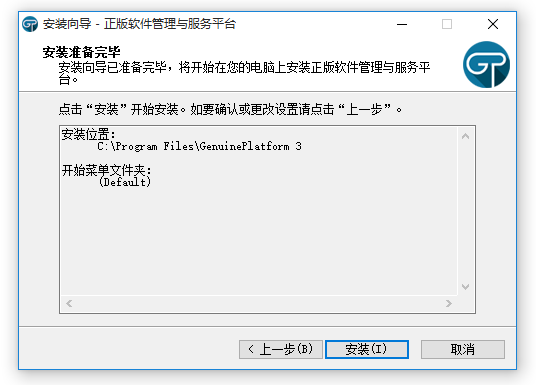 安装向导 - 正版软件管理与服务平台
安装准备完毕
安装向导已准备完毕，将开始在您的电脑上安装正版软件管理与服务平
台。
点击“安装”开始安装。如要确认或更改设置请点击“上一步”。
安装位置：
C:\Program Files\GenuinePlatform 3
开始菜单文件夹：
(Default)
< 上一步(B)
安装(I)
取消